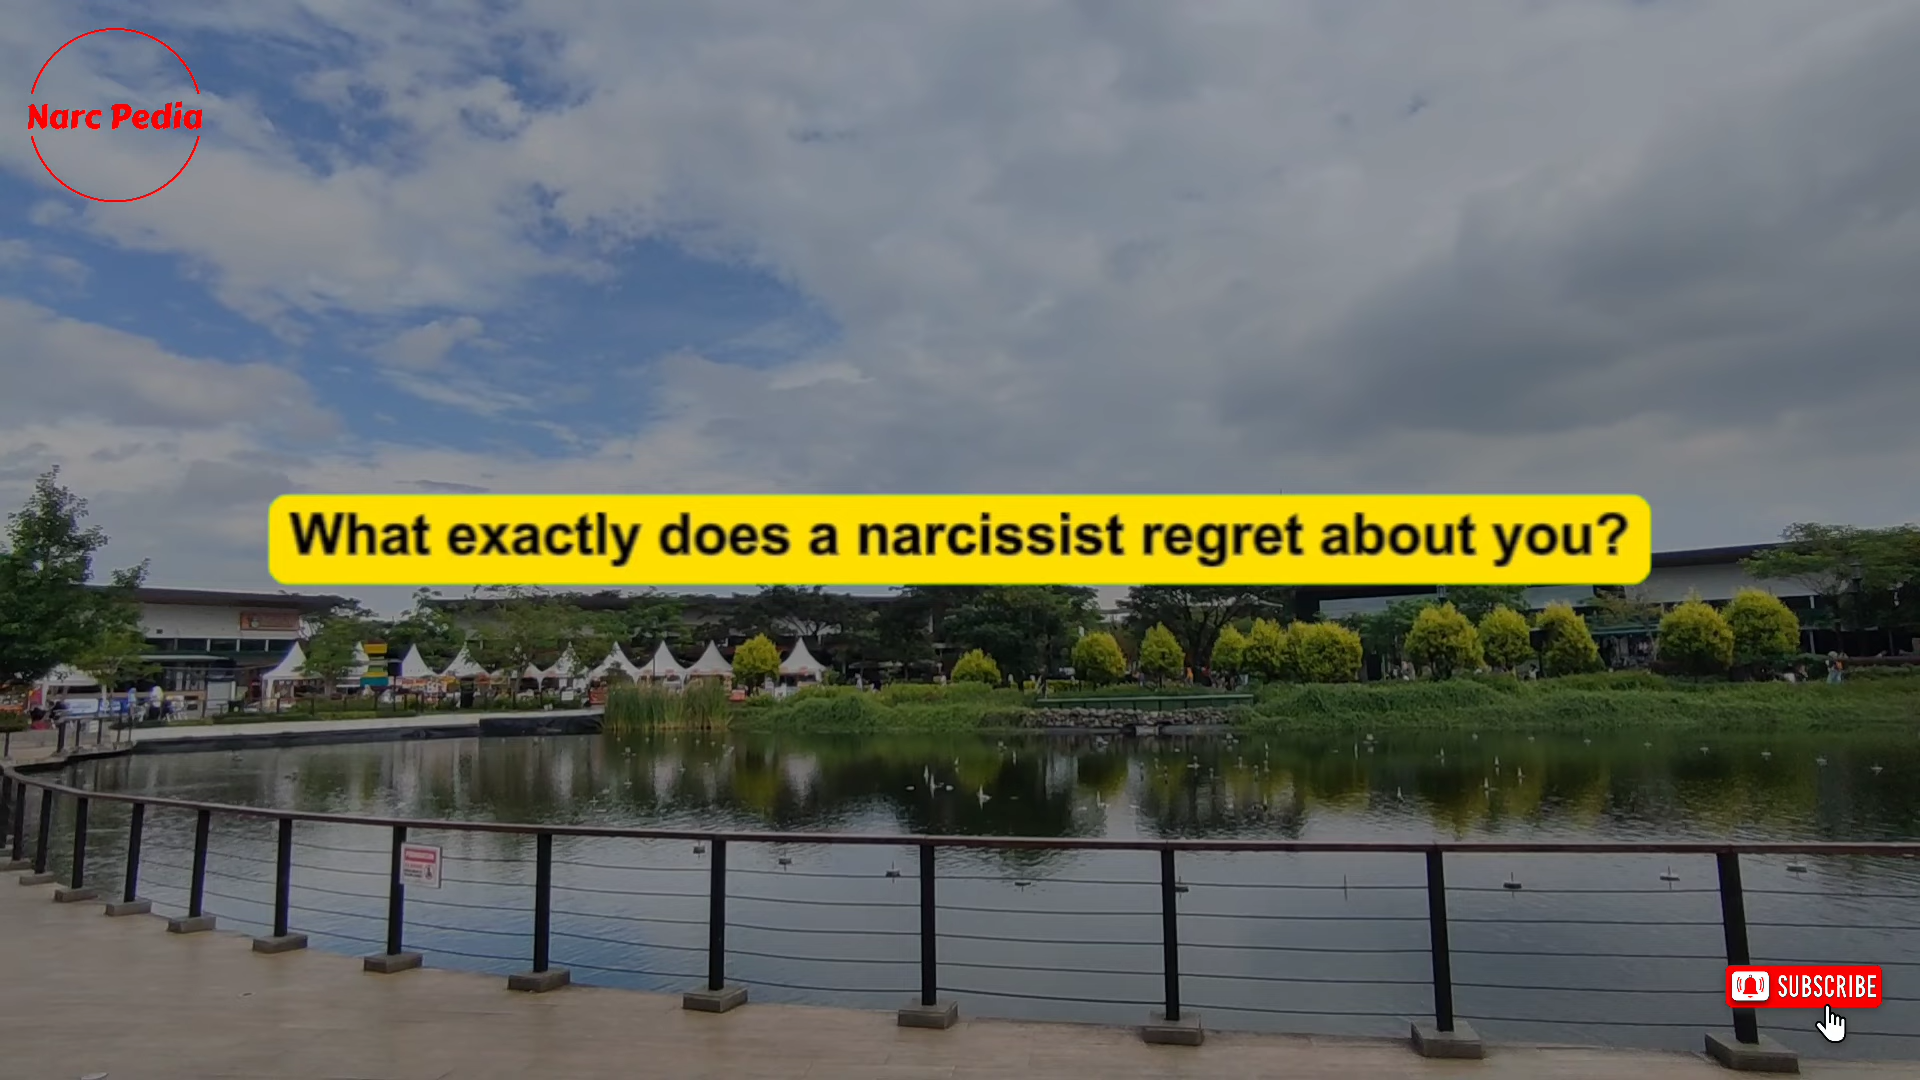 Narc Pedia
What exactly does a narcissist regret about you?
SUBSCRIBE